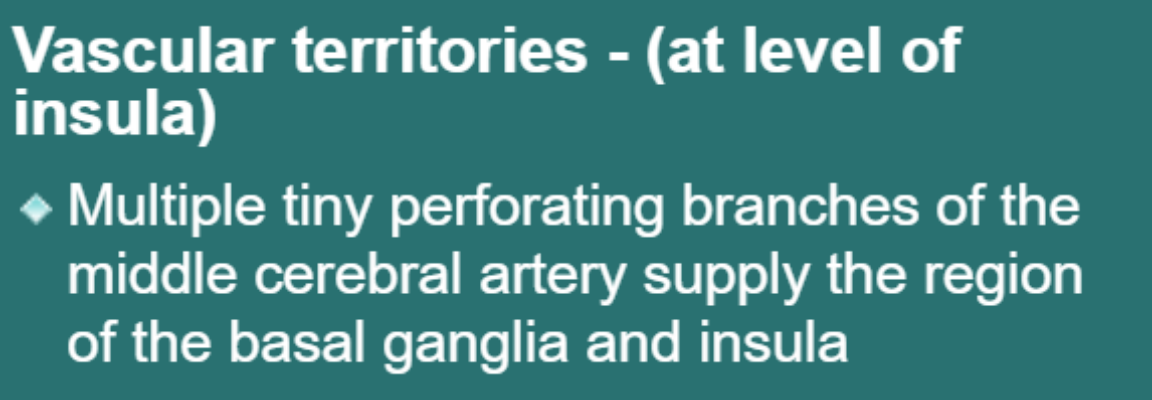 Vascular territories - (at level of
insula)
Multiple tiny perforating branches of the
middle cerebral artery supply the region
of the basal ganglia and insula